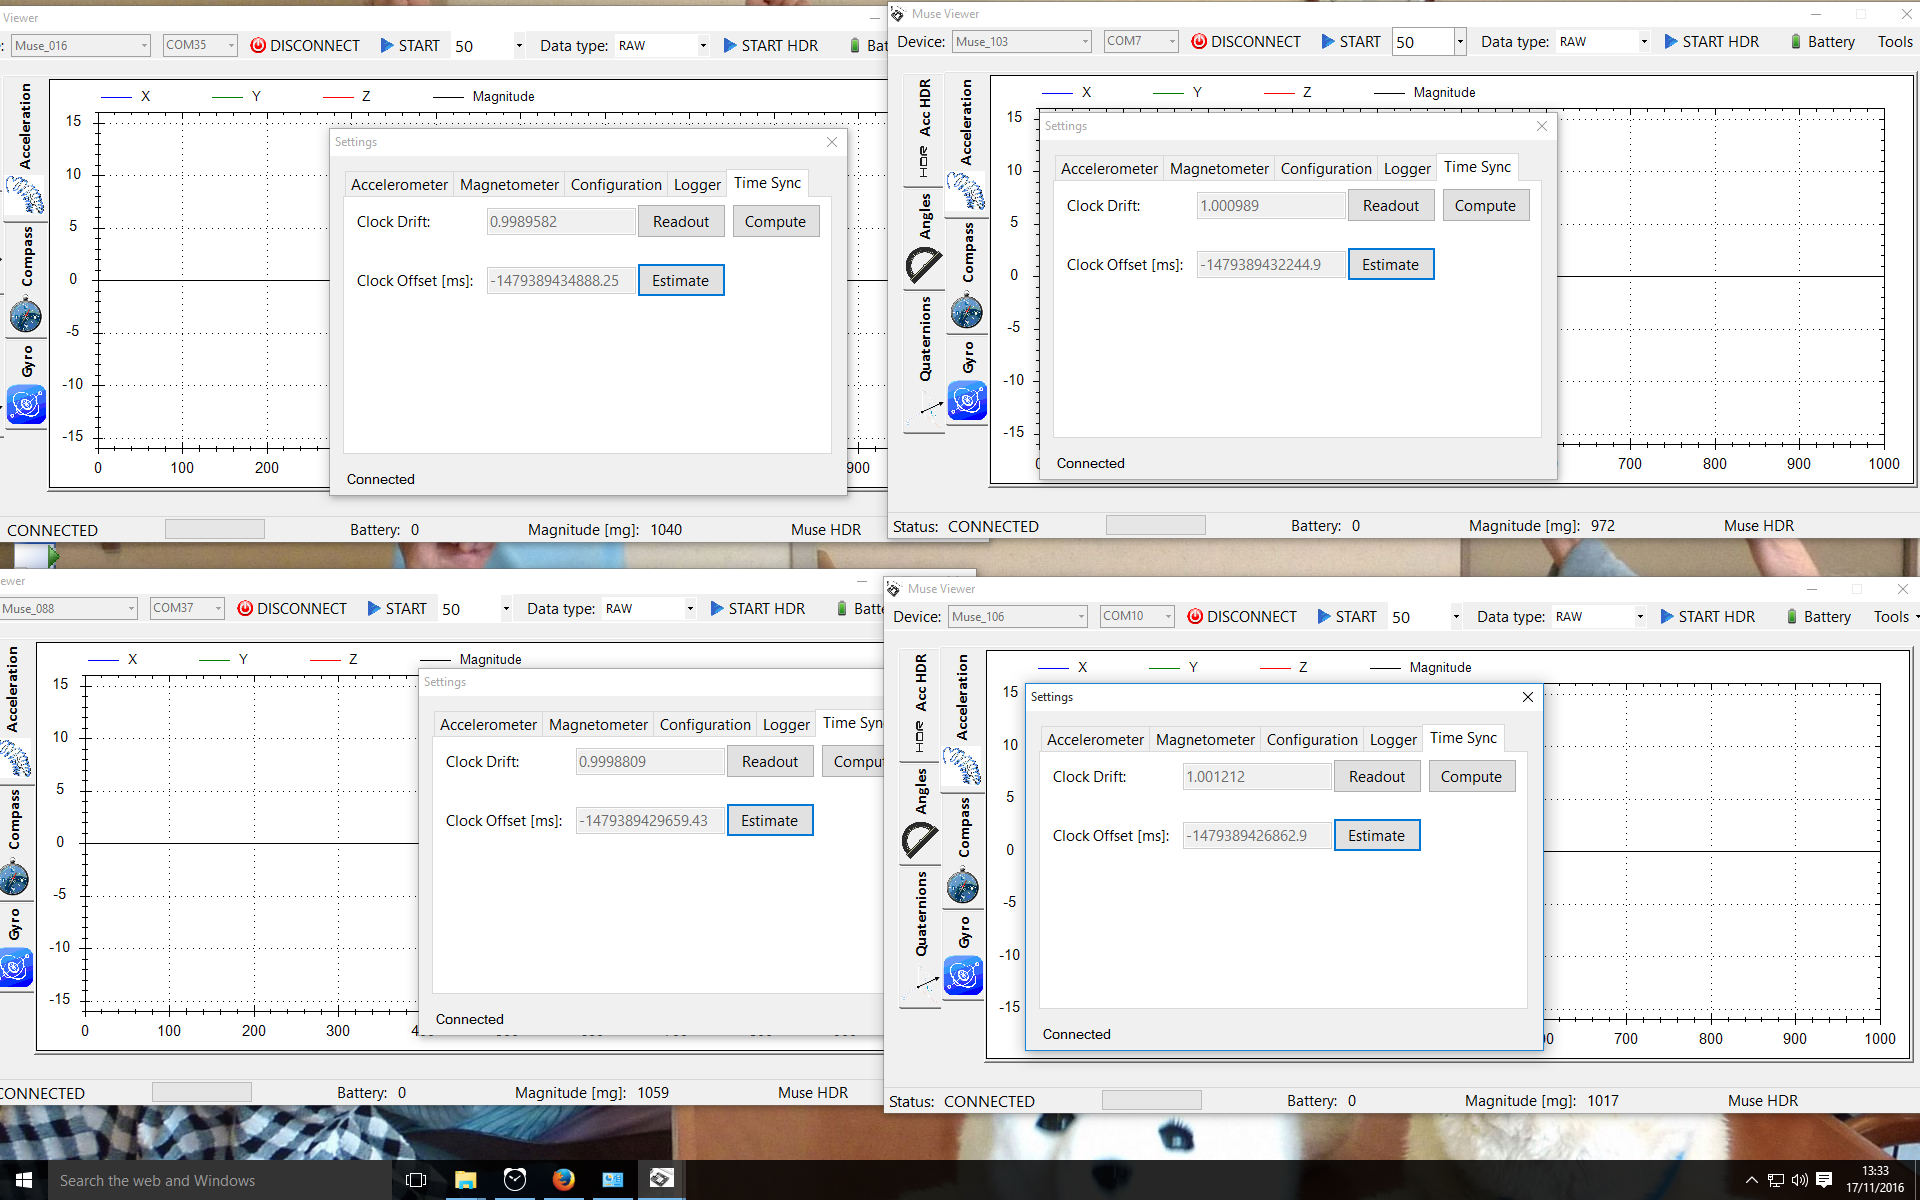 Viewer
: Muse_016 COM35 DISCONNECT START 50 Data type: RAW START HDR Bat
Acceleration
Compass
Gyro
X Y Z Magnitude
15
10
5
0
-5
-10
-15
0 100 200 900
Settings
Accelerometer Magnetometer Configuration Logger Time Sync
Clock Drift: 0.9989582 Readout Compute
Clock Offset [ms]: -1479389434888.25 Estimate
Connected
CONNECTED Battery: 0 Magnitude [mg]: 1040 Muse HDR
Muse Viewer
Device: Muse_103 COM7 DISCONNECT START 50 Data type: RAW START HDR Battery Tools
HDR Acc HDR
Angles
Quaternions
Acceleration
Compass
Gyro
X Y Z Magnitude
15
10
5
0
-5
-10
-15
700 800 900 1000
Settings
Accelerometer Magnetometer Configuration Logger Time Sync
Clock Drift: 1.000989 Readout Compute
Clock Offset [ms]: -1479389432244.9 Estimate
Connected
Status: CONNECTED Battery: 0 Magnitude [mg]: 972 Muse HDR
ewer
Muse_088 COM37 DISCONNECT START 50 Data type: RAW START HDR Batte
Acceleration
Compass
Gyro
X Y Z Magnitude
15
10
5
0
-5
-10
-15
0 100 200 300
Settings
Accelerometer Magnetometer Configuration Logger Time Syn
Clock Drift: 0.9998809 Readout Compu
Clock Offset [ms]: -1479389429659.43 Estimate
Connected
CONNECTED Battery: 0 Magnitude [mg]: 1059 Muse HDR
Muse Viewer
Device: Muse_106 COM10 DISCONNECT START 50 Data type: RAW START HDR Battery Tools
HDR Acc HDR
Angles
Quaternions
Acceleration
Compass
Gyro
X Y Z Magnitude
15
10
5
0
-5
-10
-15
700 800 900 1000
Settings
Accelerometer Magnetometer Configuration Logger Time Sync
Clock Drift: 1.001212 Readout Compute
Clock Offset [ms]: -1479389426862.9 Estimate
Connected
Status: CONNECTED Battery: 0 Magnitude [mg]: 1017 Muse HDR
Search the web and Windows
13:33
17/11/2016